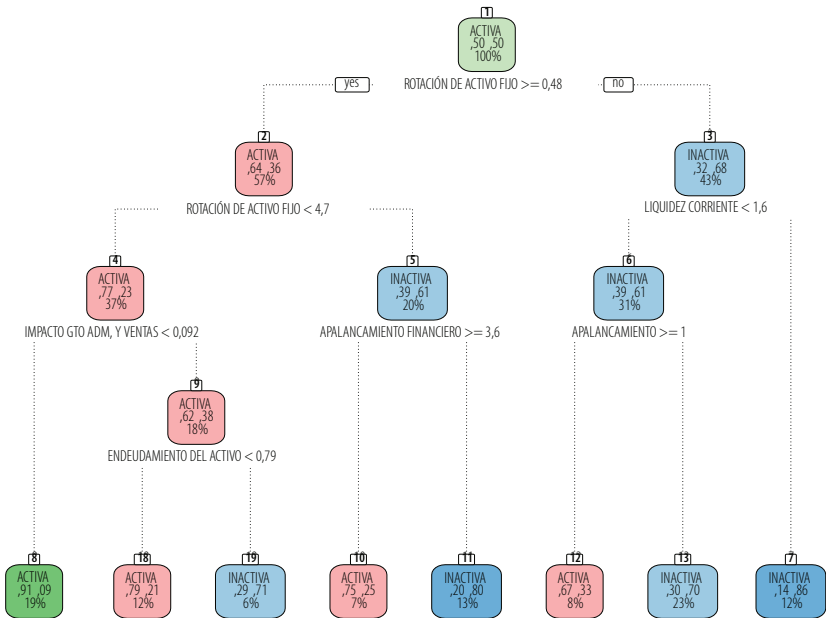 1
ACTIVA
,50 ,50
100%
yes
ROTACIÓN DE ACTIVO FIJO >= 0,48
no
2
ACTIVA
,64 ,36
57%
ROTACIÓN DE ACTIVO FIJO < 4,7
3
INACTIVA
,32 ,68
43%
LIQUIDEZ CORRIENTE < 1,6
4
ACTIVA
,77 ,23
37%
IMPACTO GTO ADM, Y VENTAS < 0,092
5
INACTIVA
,39 ,61
20%
APALANCAMIENTO FINANCIERO >= 3,6
6
INACTIVA
,39 ,61
31%
APALANCAMIENTO >= 1
9
ACTIVA
,62 ,38
18%
ENDEUDAMIENTO DEL ACTIVO < 0,79
8
ACTIVA
,91 ,09
19%
18
ACTIVA
,79 ,21
12%
19
INACTIVA
,29 ,71
6%
10
ACTIVA
,75 ,25
7%
11
INACTIVA
,20 ,80
13%
12
ACTIVA
,67 ,33
8%
13
INACTIVA
,30 ,70
23%
7
INACTIVA
,14 ,86
12%